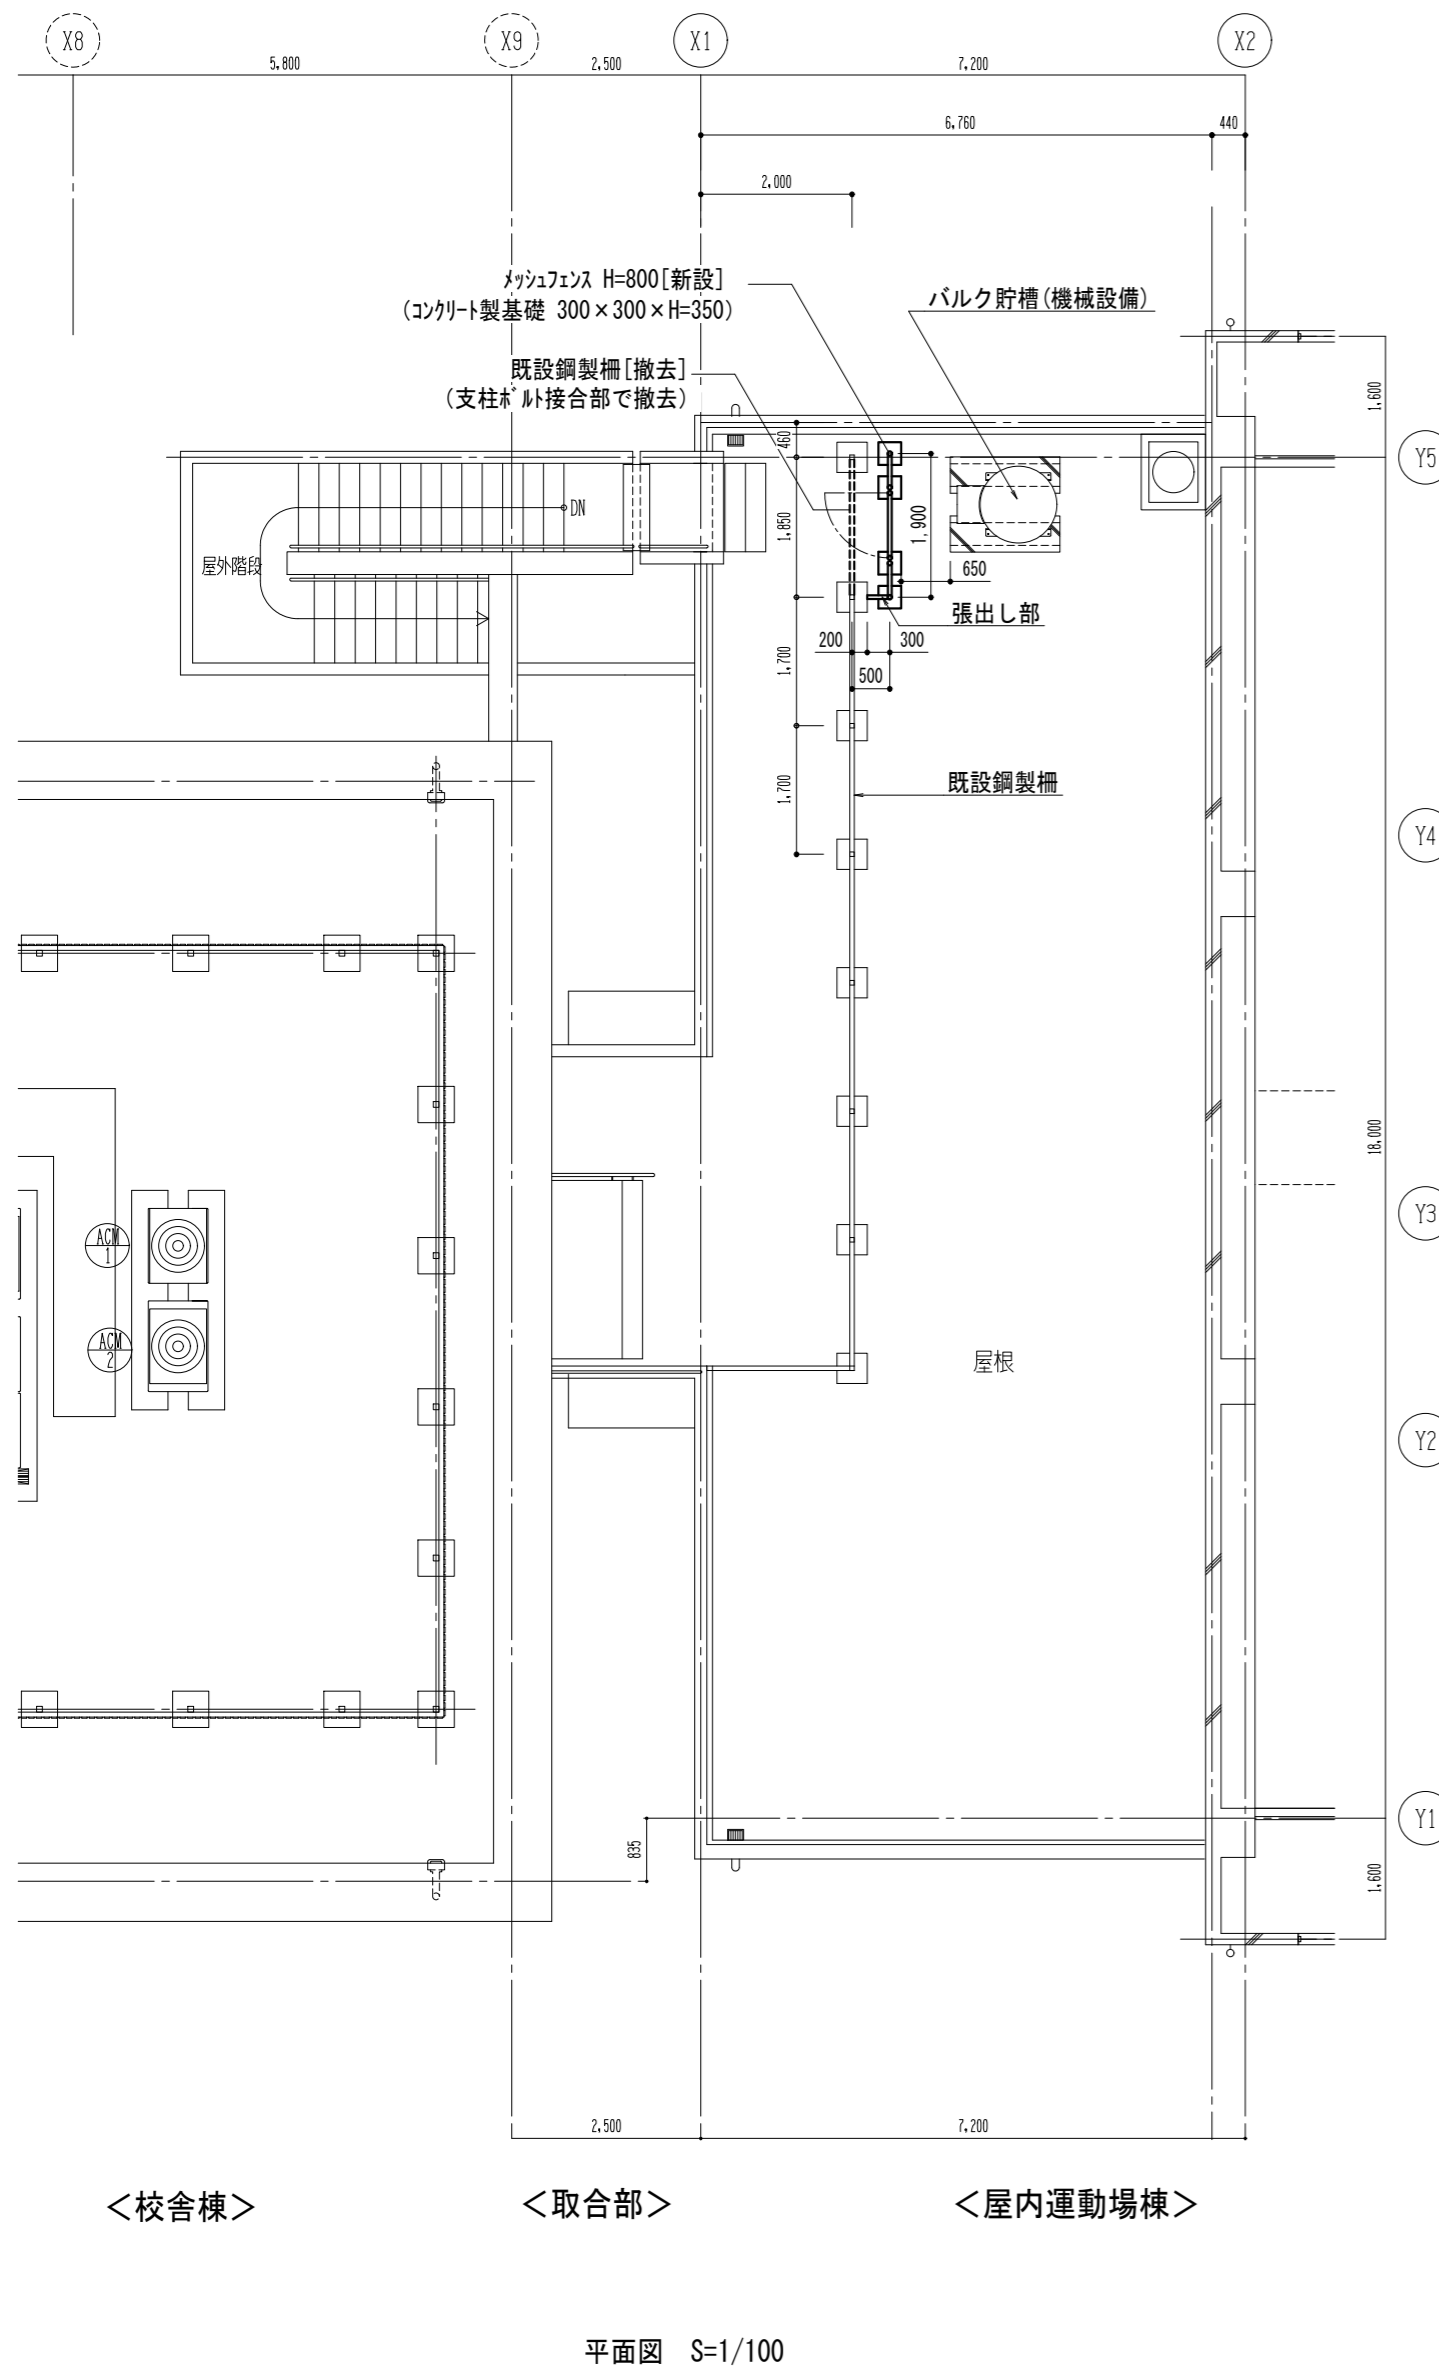 X8
X9
X1
X2
5,800
2,500
7,200
6,760
440
2,000
メッシュフェンス H=800[新設]
(コンクリート製基礎 300×300×H=350)
バルク貯槽(機械設備)
既設鋼製柵[撤去]
(支柱ボルト接合部で撤去)
1,600
460
Y5
DN
1,850
1,900
屋外階段
650
張出し部
200
300
1,700
500
既設鋼製柵
1,700
Y4
18,000
Y3
ACM
1
ACM
2
屋根
Y2
Y1
835
1,600
2,500
7,200
<校舎棟>
<取合部>
<屋内運動場棟>
平面図 S=1/100